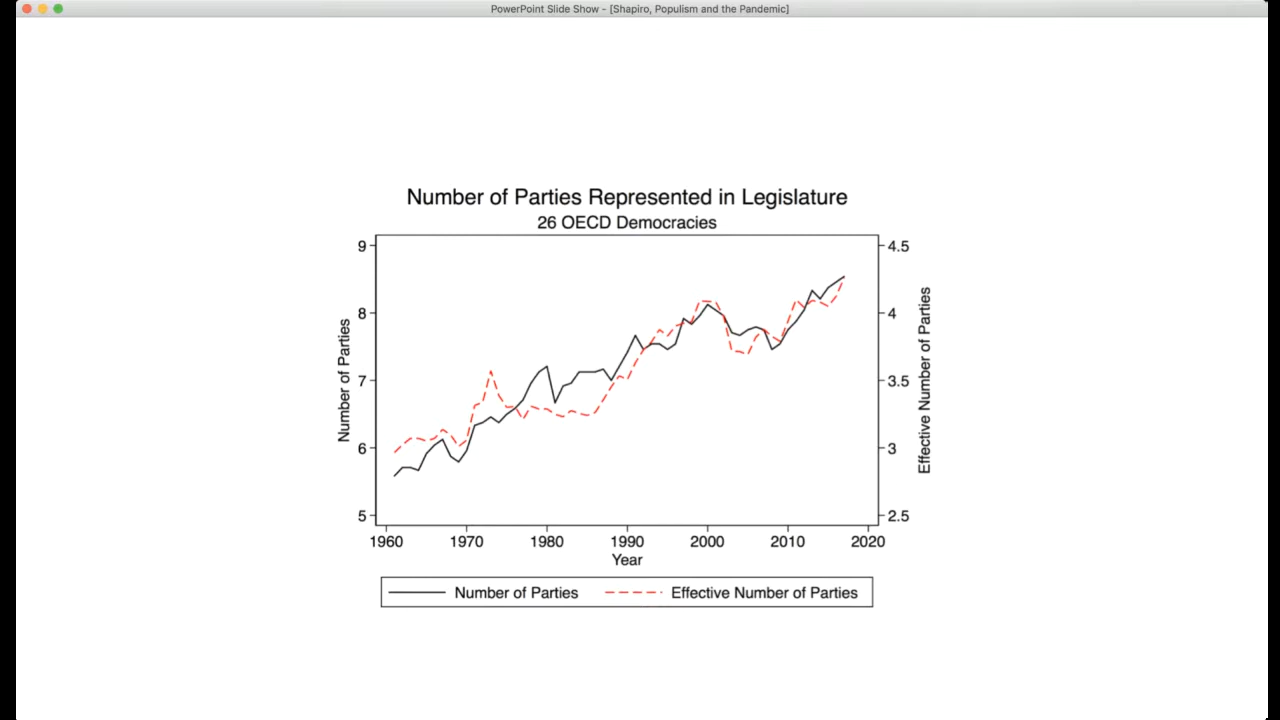 PowerPoint Slide Show - [Shapiro, Populism and the Pandemic]
Number of Parties Represented in Legislature
26 OECD Democracies
9
8
7
6
5
Number of Parties
4.5
4
3.5
3
2.5
Effective Number of Parties
1960 1970 1980 1990 2000 2010 2020
Year
Number of Parties Effective Number of Parties